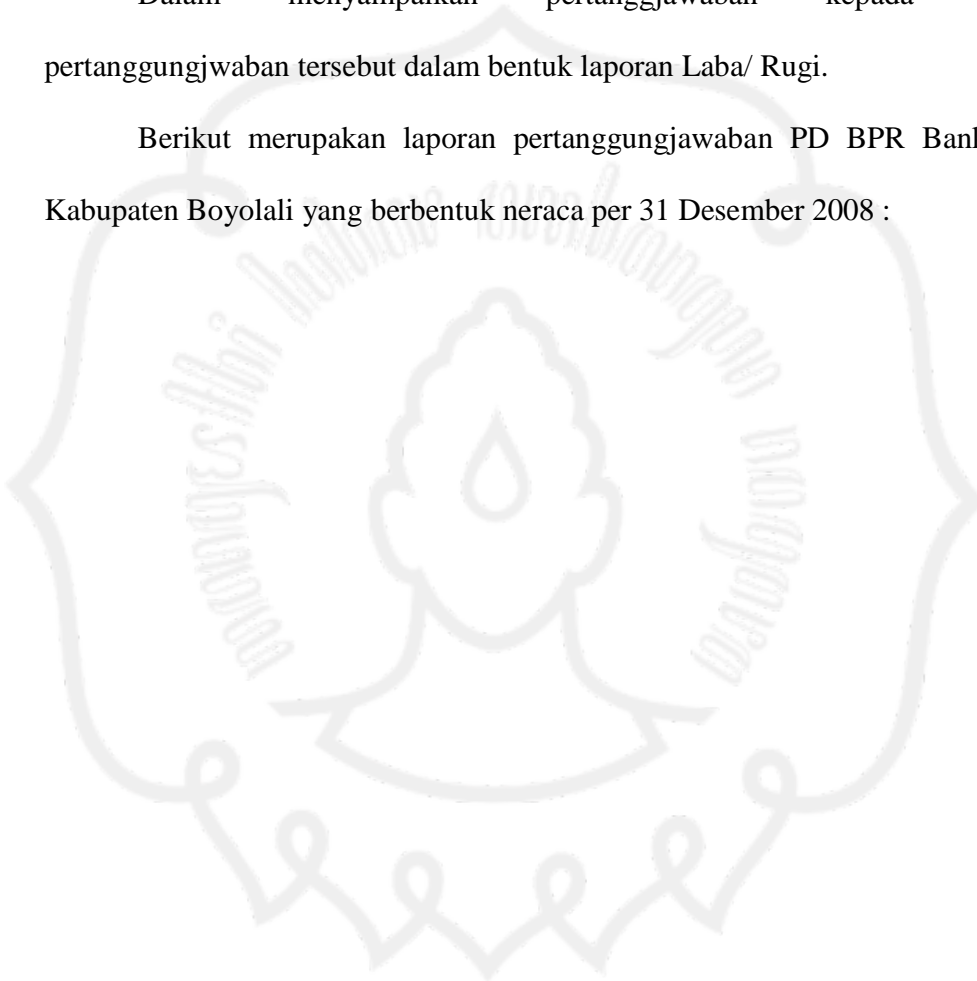 Dalam menyampaikan pertanggjawaban kepada
pertanggungjwaban tersebut dalam bentuk laporan Laba/ Rugi.
Berikut merupakan laporan pertanggungjawaban PD BPR Bank
Kabupaten Boyolali yang berbentuk neraca per 31 Desember 2008 :